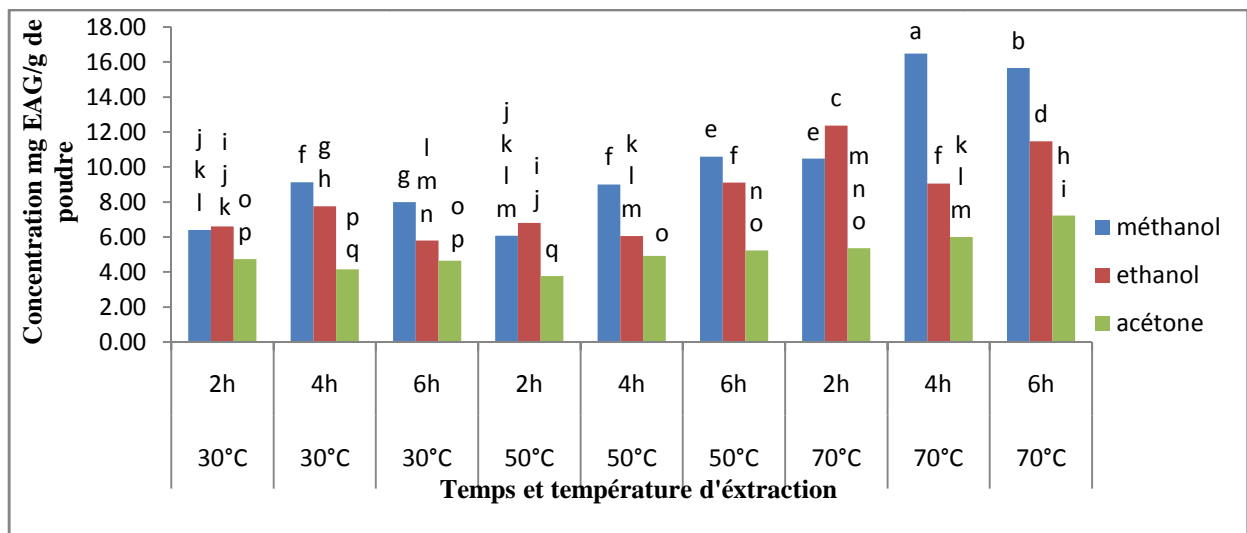 Concentration mg EAG/g de
poudre
18.00
16.00
14.00
12.00
10.00
8.00
6.00
4.00
2.00
0.00
j
k
l
i
j
k
o
p
f
g
h
p
q
g
l
m
n
o
p
j
k
l
m
i
j
q
f
k
l
m
o
e
f
n
o
e
c
m
n
o
a
f
k
l
m
b
d
h
i
méthanol
ethanol
acétone
2h 4h 6h 2h 4h 6h 2h 4h 6h
30°C 30°C 30°C 50°C 50°C 50°C 70°C 70°C 70°C
Temps et température d'éxtraction